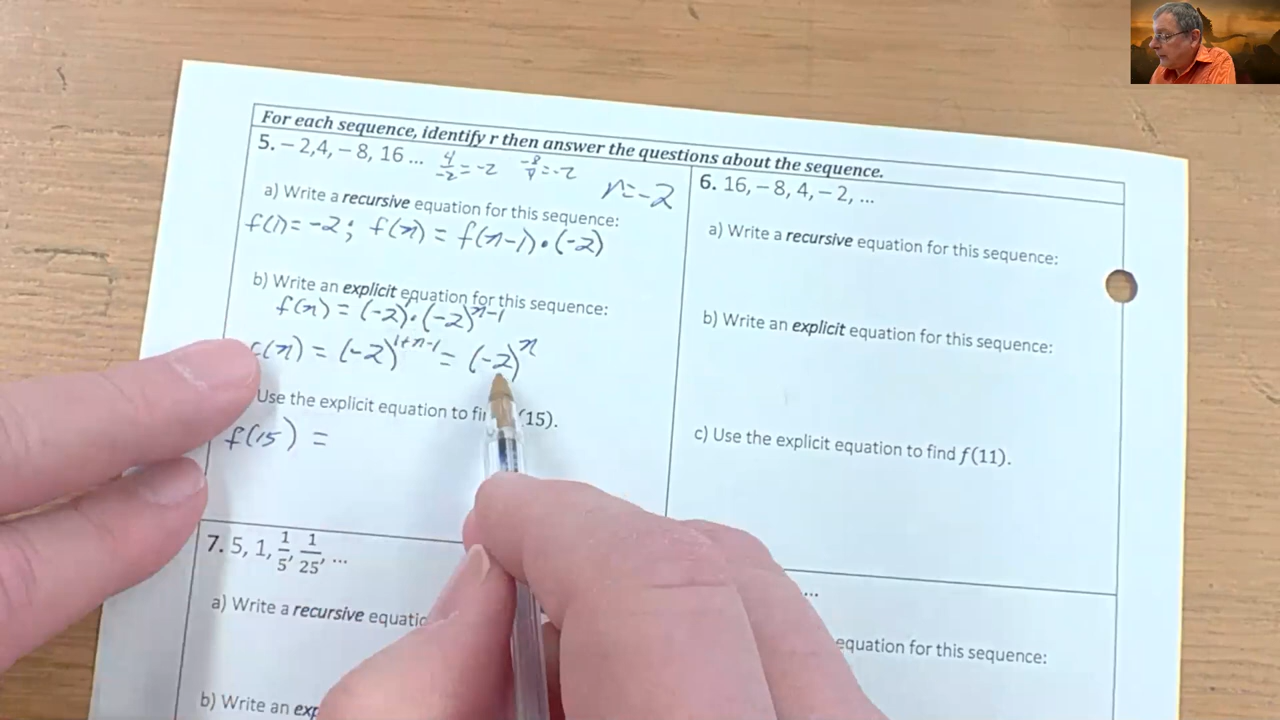 For each sequence, identify r then answer the questions about the sequence.
5. – 2,4, – 8, 16 ... 4/-2 = -2 -8/4 = -2
r = -2
a) Write a recursive equation for this sequence:
f(1) = -2; f(n) = f(n-1)•(-2)
b) Write an explicit equation for this sequence:
f(n) = (-2)•(-2)^n-1
f(n) = (-2)^1+n-1 = (-2)^n
Use the explicit equation to (15).
f(15) =
6. 16, – 8, 4, – 2, ...
a) Write a recursive equation for this sequence:
b) Write an explicit equation for this sequence:
c) Use the explicit equation to find f(11).
7. 5, 1, 1/5, 1/25, ...
a) Write a recursive
b) Write an
...
equation for this sequence: